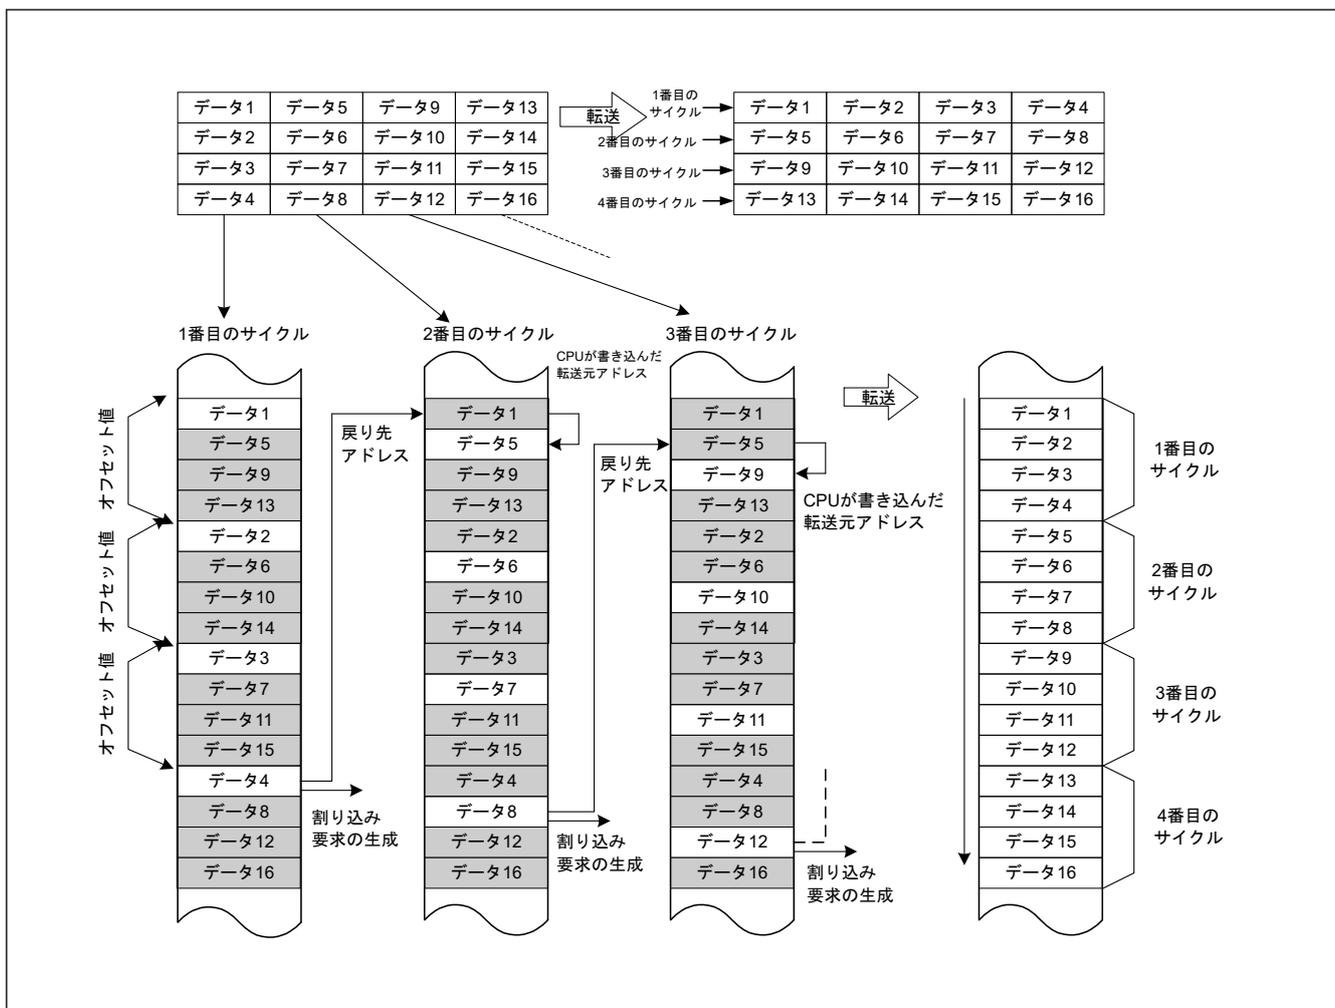 データ1 データ5 データ9 データ13
データ2 データ6 データ10 データ14
データ3 データ7 データ11 データ15
データ4 データ8 データ12 データ16
転送
1番目の
サイクル
2番目のサイクル
3番目のサイクル
4番目のサイクル
データ1 データ2 データ3 データ4
データ5 データ6 データ7 データ8
データ9 データ10 データ11 データ12
データ13 データ14 データ15 データ16
1番目のサイクル
オフセット値
オフセット値
オフセット値
データ1
データ5
データ9
データ13
データ2
データ6
データ10
データ14
データ3
データ7
データ11
データ15
データ4
データ8
データ12
データ16
戻り先
アドレス
割り込み
要求の生成
2番目のサイクル
CPUが書き込んだ
転送元アドレス
データ1
データ5
データ9
データ13
データ2
データ6
データ10
データ14
データ3
データ7
データ11
データ15
データ4
データ8
データ12
データ16
戻り先
アドレス
割り込み
要求の生成
3番目のサイクル
データ1
データ5
データ9
データ13
データ2
データ6
データ10
データ14
データ3
データ7
データ11
データ15
データ4
データ8
データ12
データ16
CPUが書き込んだ
転送元アドレス
割り込み
要求の生成
転送
データ1
データ2
データ3
データ4
データ5
データ6
データ7
データ8
データ9
データ10
データ11
データ12
データ13
データ14
データ15
データ16
1番目の
サイクル
2番目の
サイクル
3番目の
サイクル
4番目の
サイクル